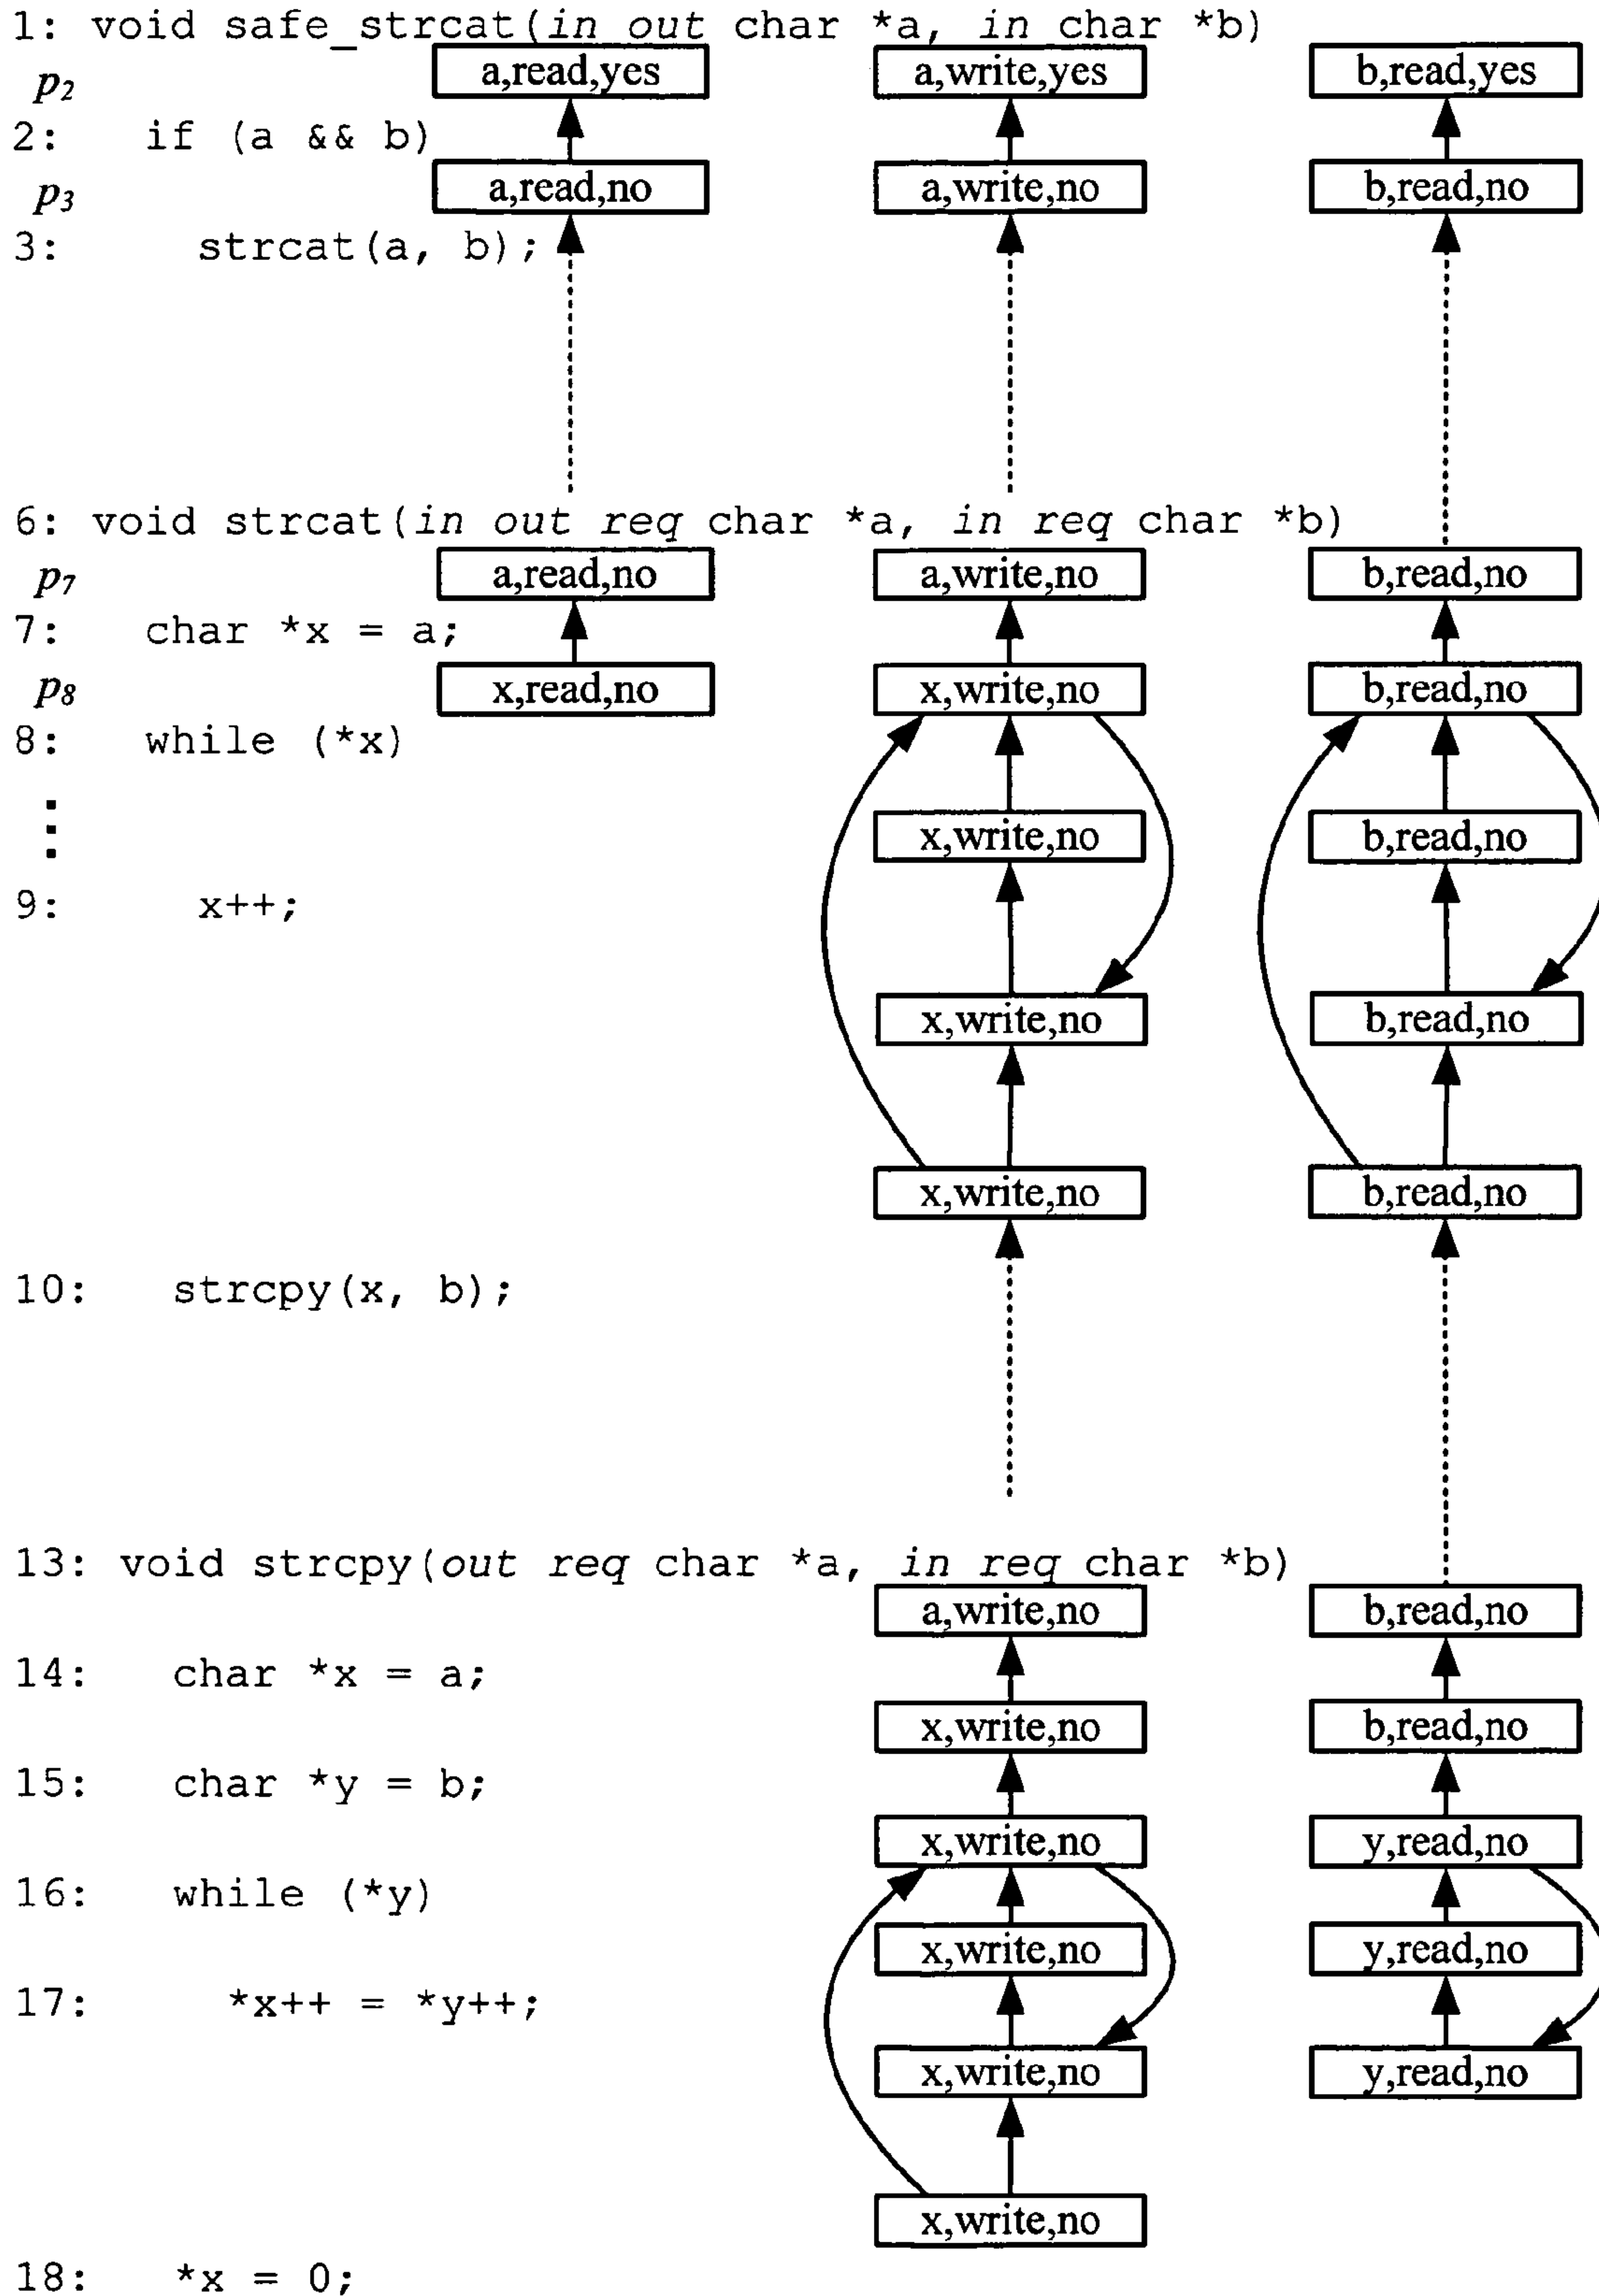 1: void safe_strcat(in out char *a, in char *b)
p2 a,read,yes a,write,yes b,read,yes
2: if (a && b)
p3 a,read,no a,write,no b,read,no
3: strcat(a, b);
6: void strcat(in out req char *a, in req char *b)
p7 a,read,no a,write,no b,read,no
7: char *x = a;
p8 x,read,no x,write,no b,read,no
8: while (*x)
x,write,no b,read,no
9: x++;
x,write,no b,read,no
x,write,no b,read,no
10: strcpy(x, b);
13: void strcpy(out req char *a, in req char *b)
a,write,no b,read,no
14: char *x = a;
x,write,no b,read,no
15: char *y = b;
x,write,no y,read,no
16: while (*y)
x,write,no y,read,no
17: *x++ = *y++;
x,write,no y,read,no
x,write,no
18: *x = 0;